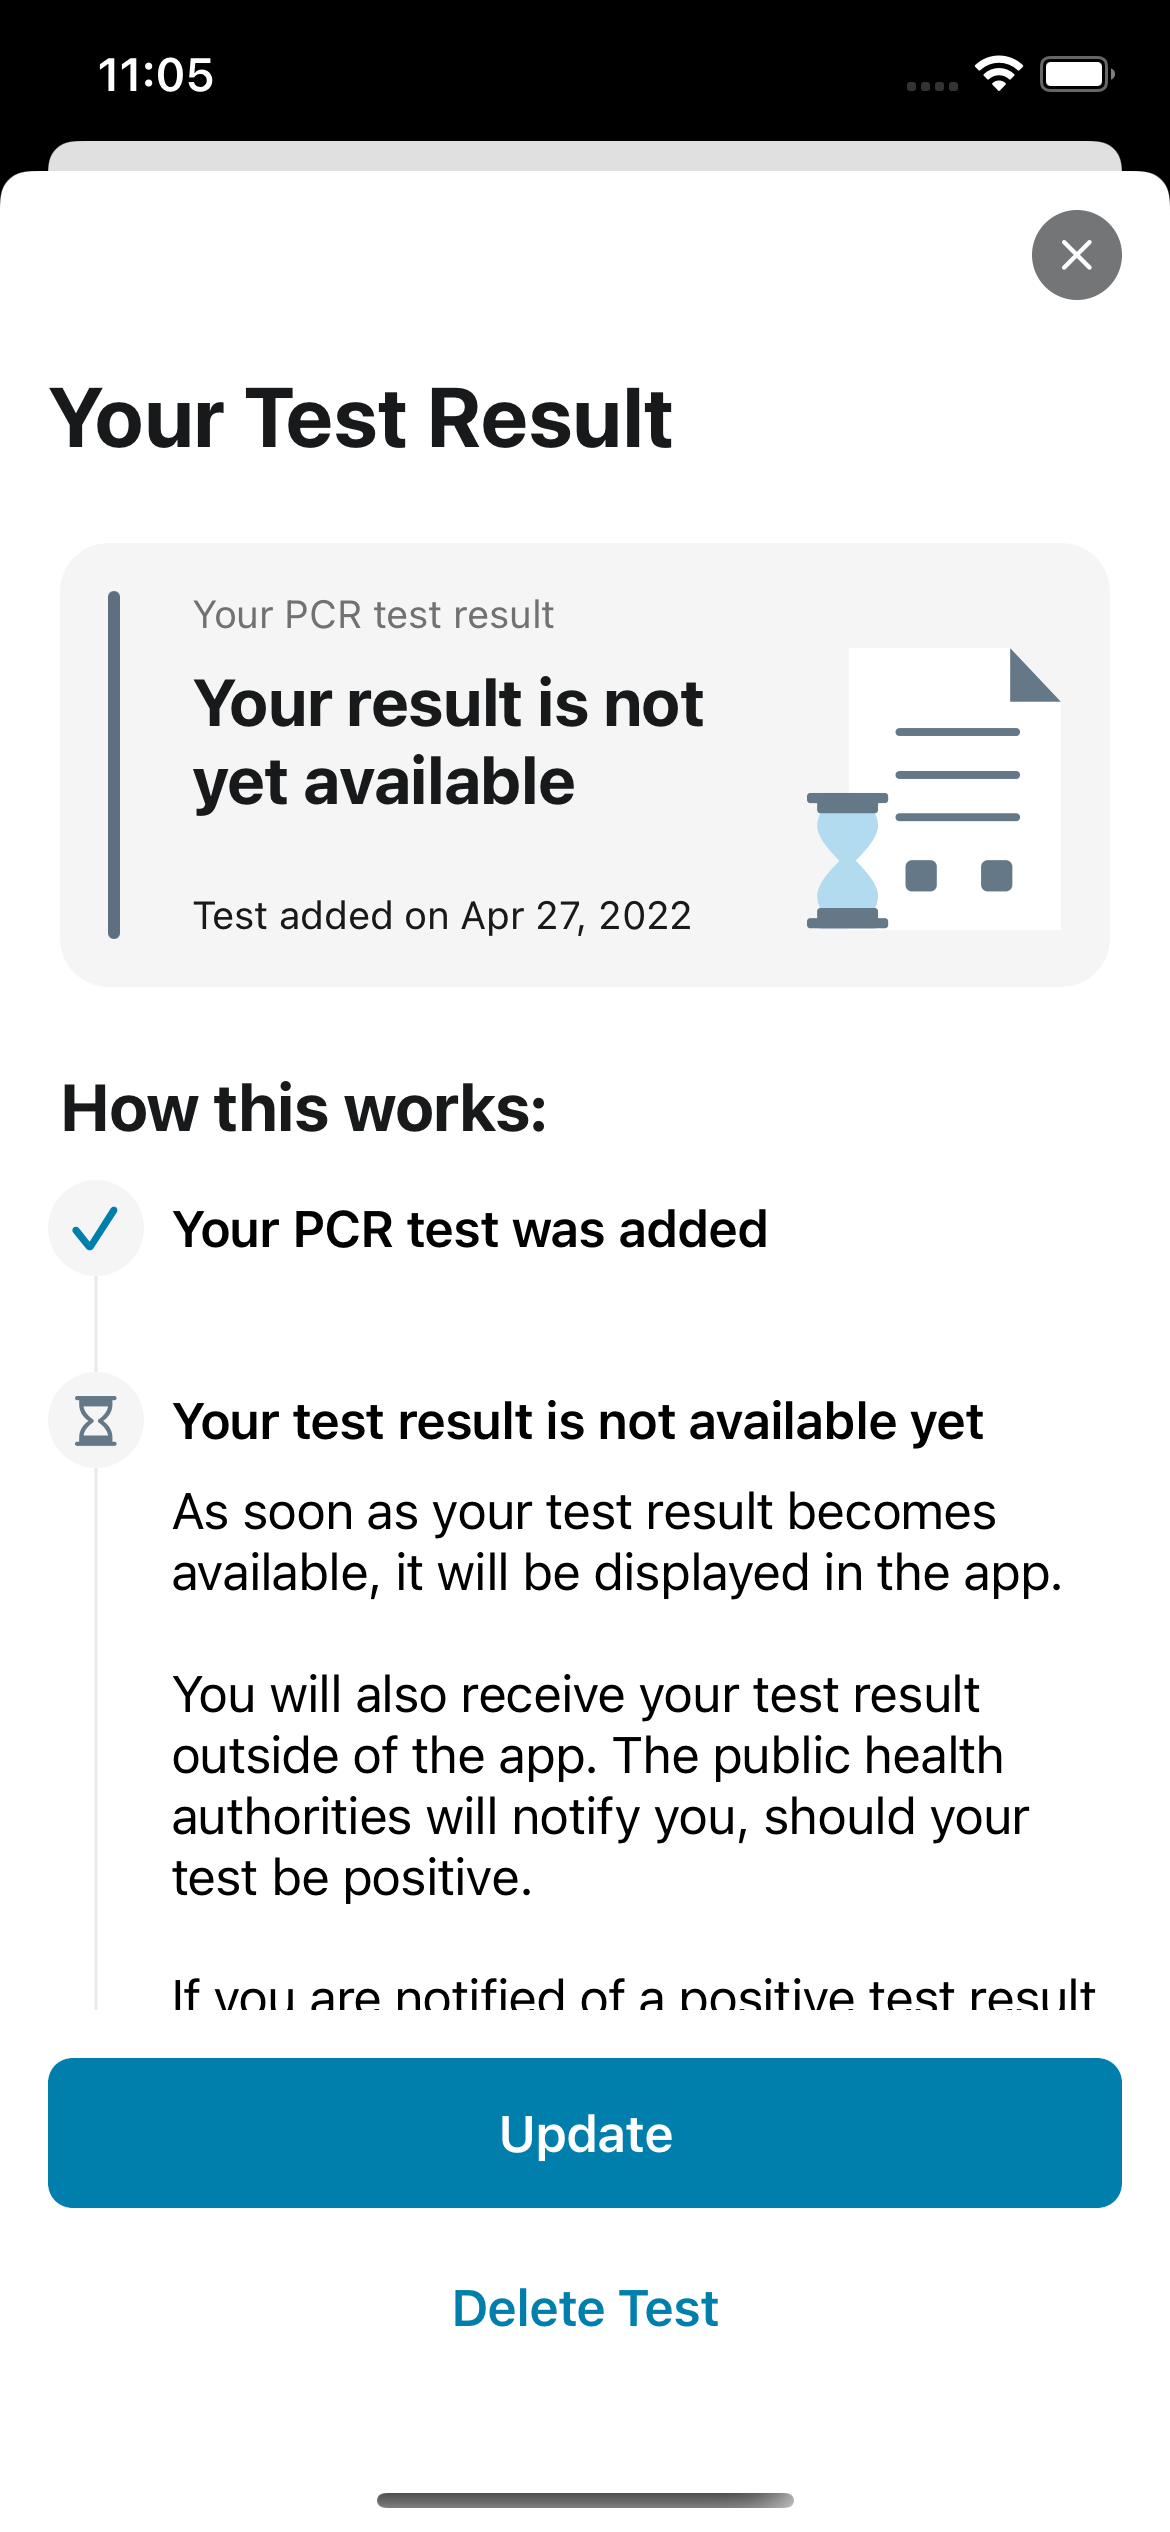 11:05
Your Test Result
Your PCR test result
Your result is not
yet available
Test added on Apr 27, 2022
How this works:
Your PCR test was added
Your test result is not available yet
As soon as your test result becomes
available, it will be displayed in the app.
You will also receive your test result
outside of the app. The public health
authorities will notify you, should your
test be positive.
If you are notified of a positive test result
Update
Delete Test